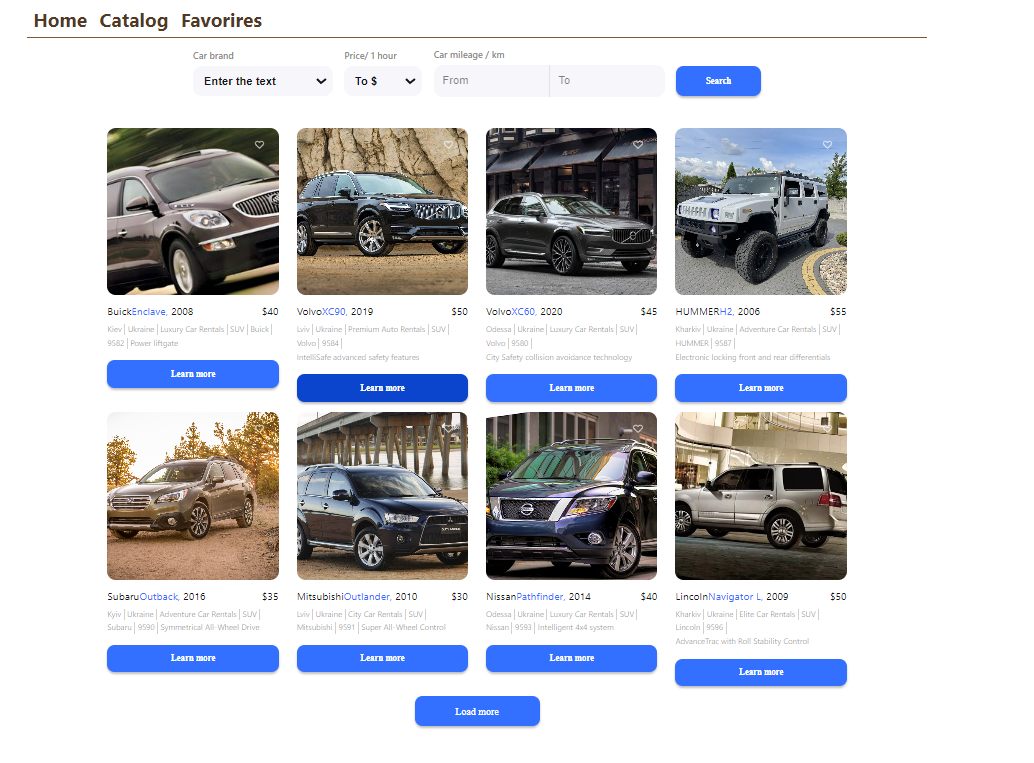 Home Catalog Favorires
Car brand
Price/ 1 hour
Car mileage / km
Enter the text
To $
From
To
Search
BuickEnclave, 2008 $40
Kiev | Ukraine | Luxury Car Rentals | SUV | Buick |
9582 | Power liftgate
Learn more
VolvoXC90, 2019 $50
Lviv | Ukraine | Premium Auto Rentals | SUV |
Volvo | 9584 |
IntelliSafe advanced safety features
Learn more
VolvoXC60, 2020 $45
Odessa | Ukraine | Luxury Car Rentals | SUV |
Volvo | 9580 |
City Safety collision avoidance technology
Learn more
HUMMERH2, 2006 $55
Kharkiv | Ukraine | Adventure Car Rentals | SUV |
HUMMER | 9587 |
Electronic locking front and rear differentials
Learn more
SubaruOutback, 2016 $35
Kyiv | Ukraine | Adventure Car Rentals | SUV |
Subaru | 9590 | Symmetrical All-Wheel Drive
Learn more
MitsubishiOutlander, 2010 $30
Lviv | Ukraine | City Car Rentals | SUV |
Mitsubishi | 9591 | Super All-Wheel Control
Learn more
NissanPathfinder, 2014 $40
Odessa | Ukraine | Luxury Car Rentals | SUV |
Nissan | 9593 | Intelligent 4x4 system
Learn more
LincolnNavigator L, 2009 $50
Kharkiv | Ukraine | Elite Car Rentals | SUV |
Lincoln | 9596 |
AdvanceTrac with Roll Stability Control
Learn more
Load more